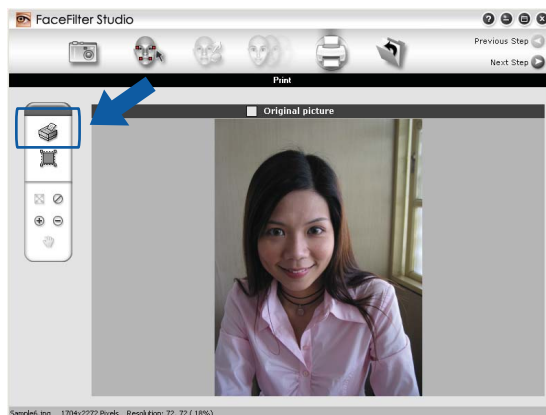 FaceFilter Studio
Previous Step
Next Step
Print
Original picture
Sample6.jpg 1704x2272 Pixels Resolution: 72, 72 ( 18%)